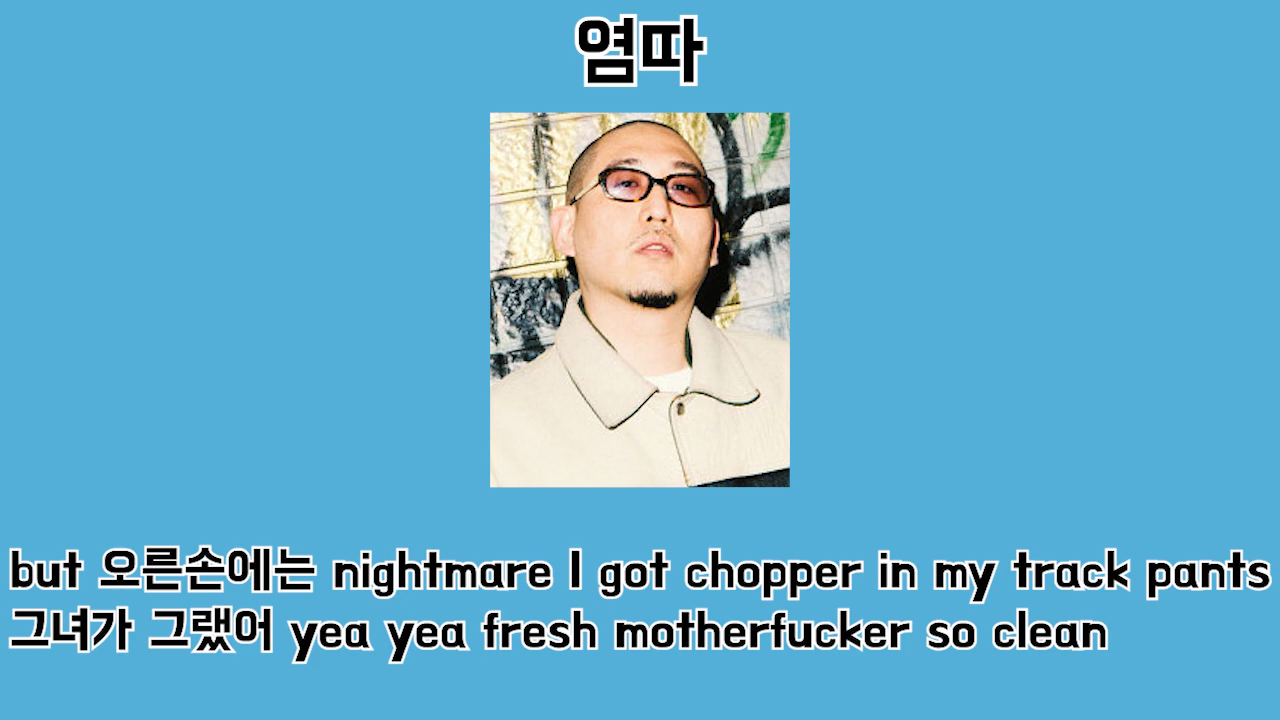 염따
but 오른손에는 nightmare I got chopper in my track pants
그녀가 그랬어 yea yea fresh motherfucker so clean